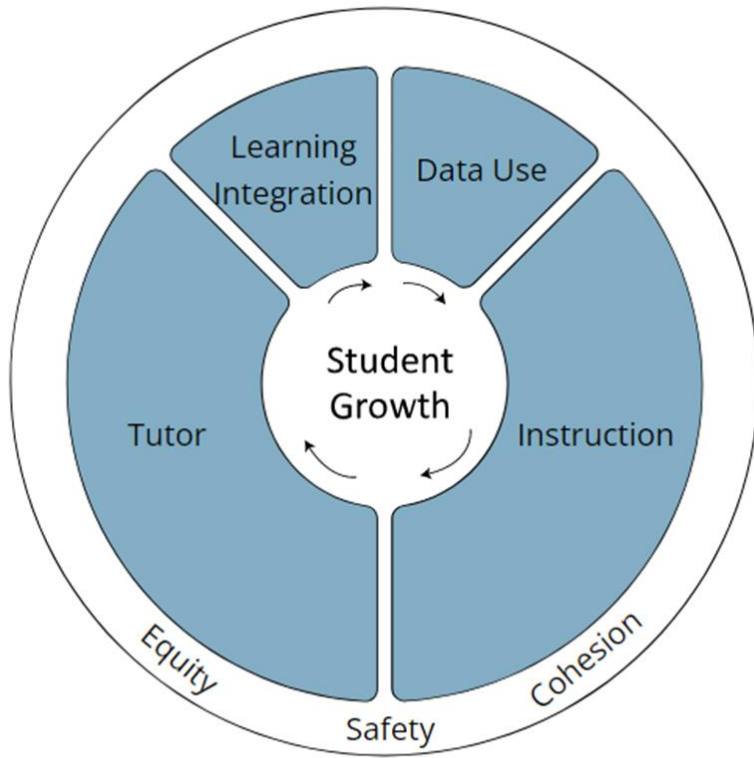 Learning
Integration
Data Use
Student
Growth
Tutor
Instruction
Equity
Safety
Cohesion